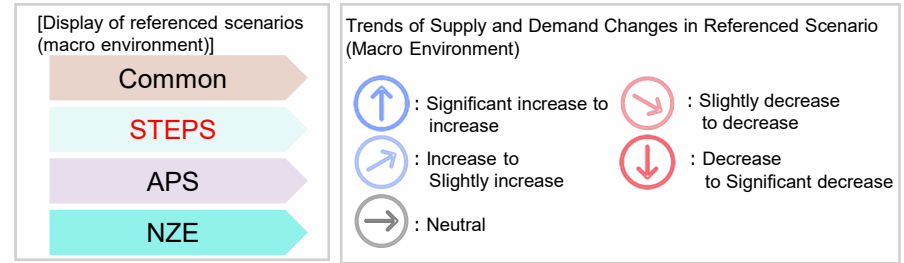 [Display of referenced scenarios
(macro environment)]
Common
STEPS
APS
NZE
Trends of Supply and Demand Changes in Referenced Scenario
(Macro Environment)
: Significant increase to
increase
: Increase to
Slightly increase
: Neutral
: Slightly decrease
to decrease
: Decrease
to Significant decrease